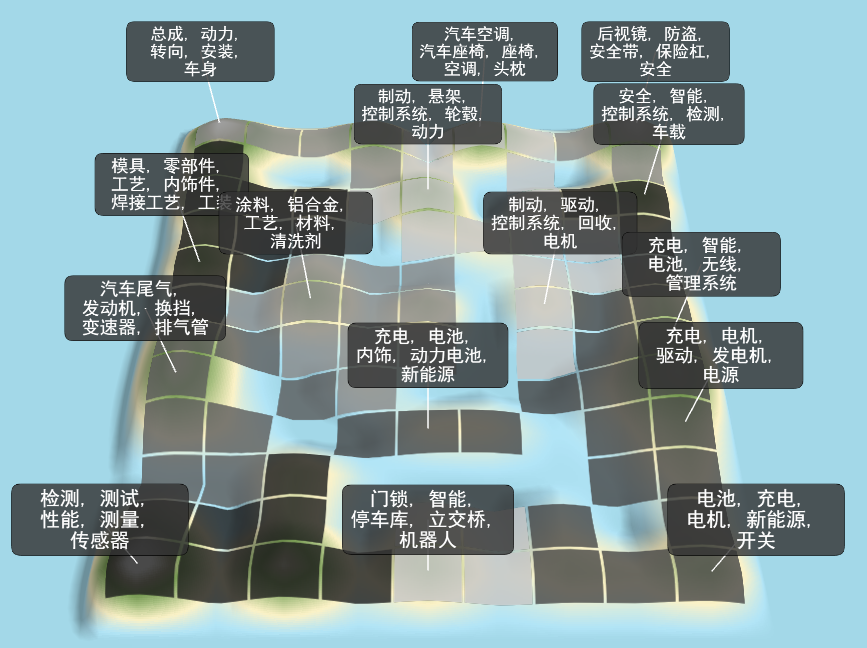 总成, 动力,
转向, 安装,
车身
汽车空调,
汽车座椅, 座椅,
空调, 头枕
后视镜, 防盗,
安全带, 保险杠,
安全
制动, 悬架,
控制系统, 轮毂,
动力
安全, 智能,
控制系统, 检测,
车载
模具, 零部件,
工艺, 内饰件,
焊接工艺, 工装
涂料, 铝合金,
工艺, 材料,
清洗剂
制动, 驱动,
控制系统, 回收,
电机
充电, 智能,
电池, 无线,
管理系统
汽车尾气,
发动机, 换挡,
变速器, 排气管
充电, 电池,
内饰, 动力电池,
新能源
充电, 电机,
驱动, 发电机,
电源
检测, 测试,
性能, 测量,
传感器
门锁, 智能,
停车库, 立交桥,
机器人
电池, 充电,
电机, 新能源,
开关